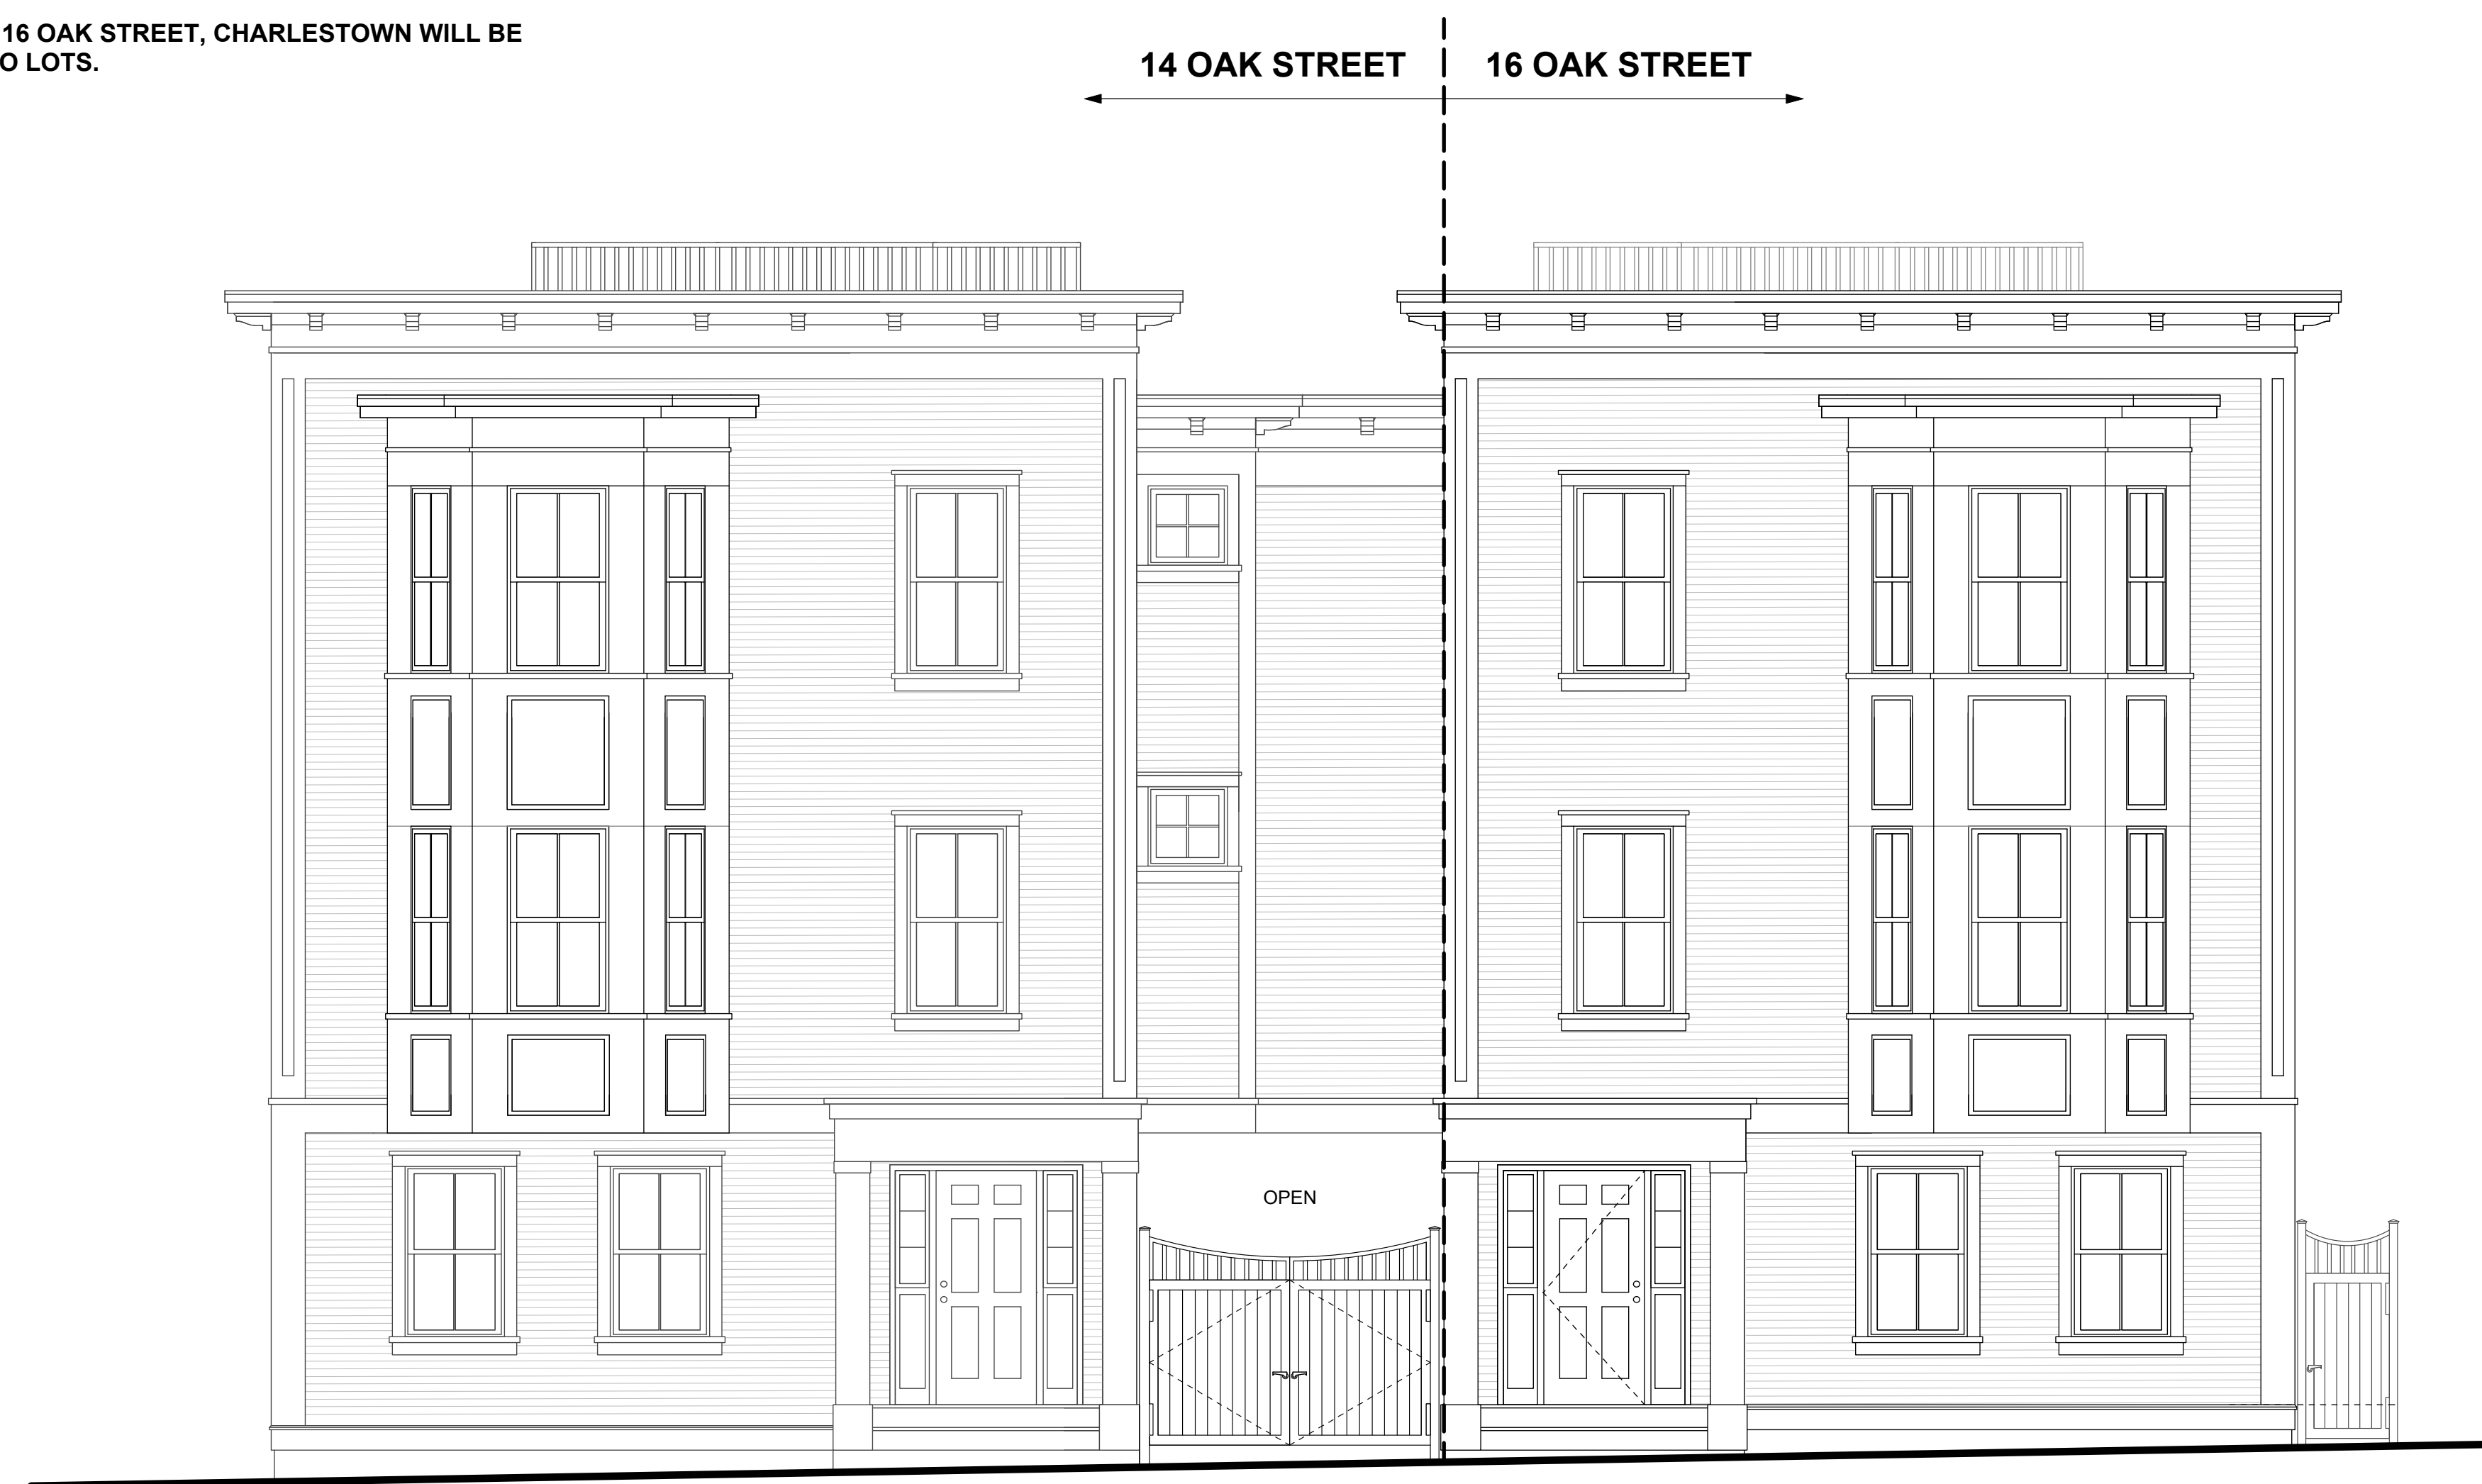 16 OAK STREET, CHARLESTOWN WILL BE
O LOTS.
14 OAK STREET
16 OAK STREET
OPEN